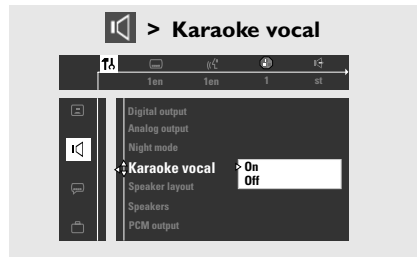 > Karaoke vocal
1en 1en 1 st
Digital output
Analog output
Night mode
Karaoke vocal
On
Off
Speaker layout
Speakers
PCM output